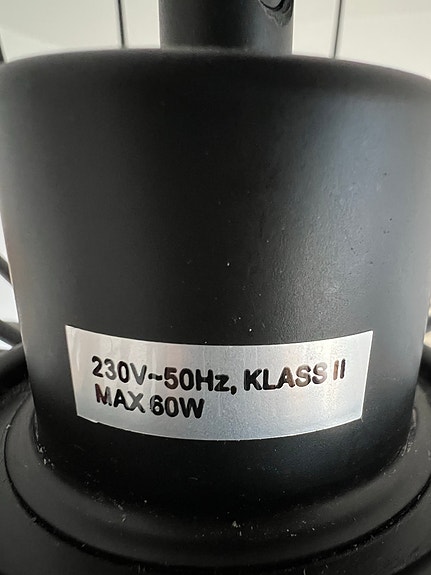 230V~50Hz, KLASS II
MAX 60W